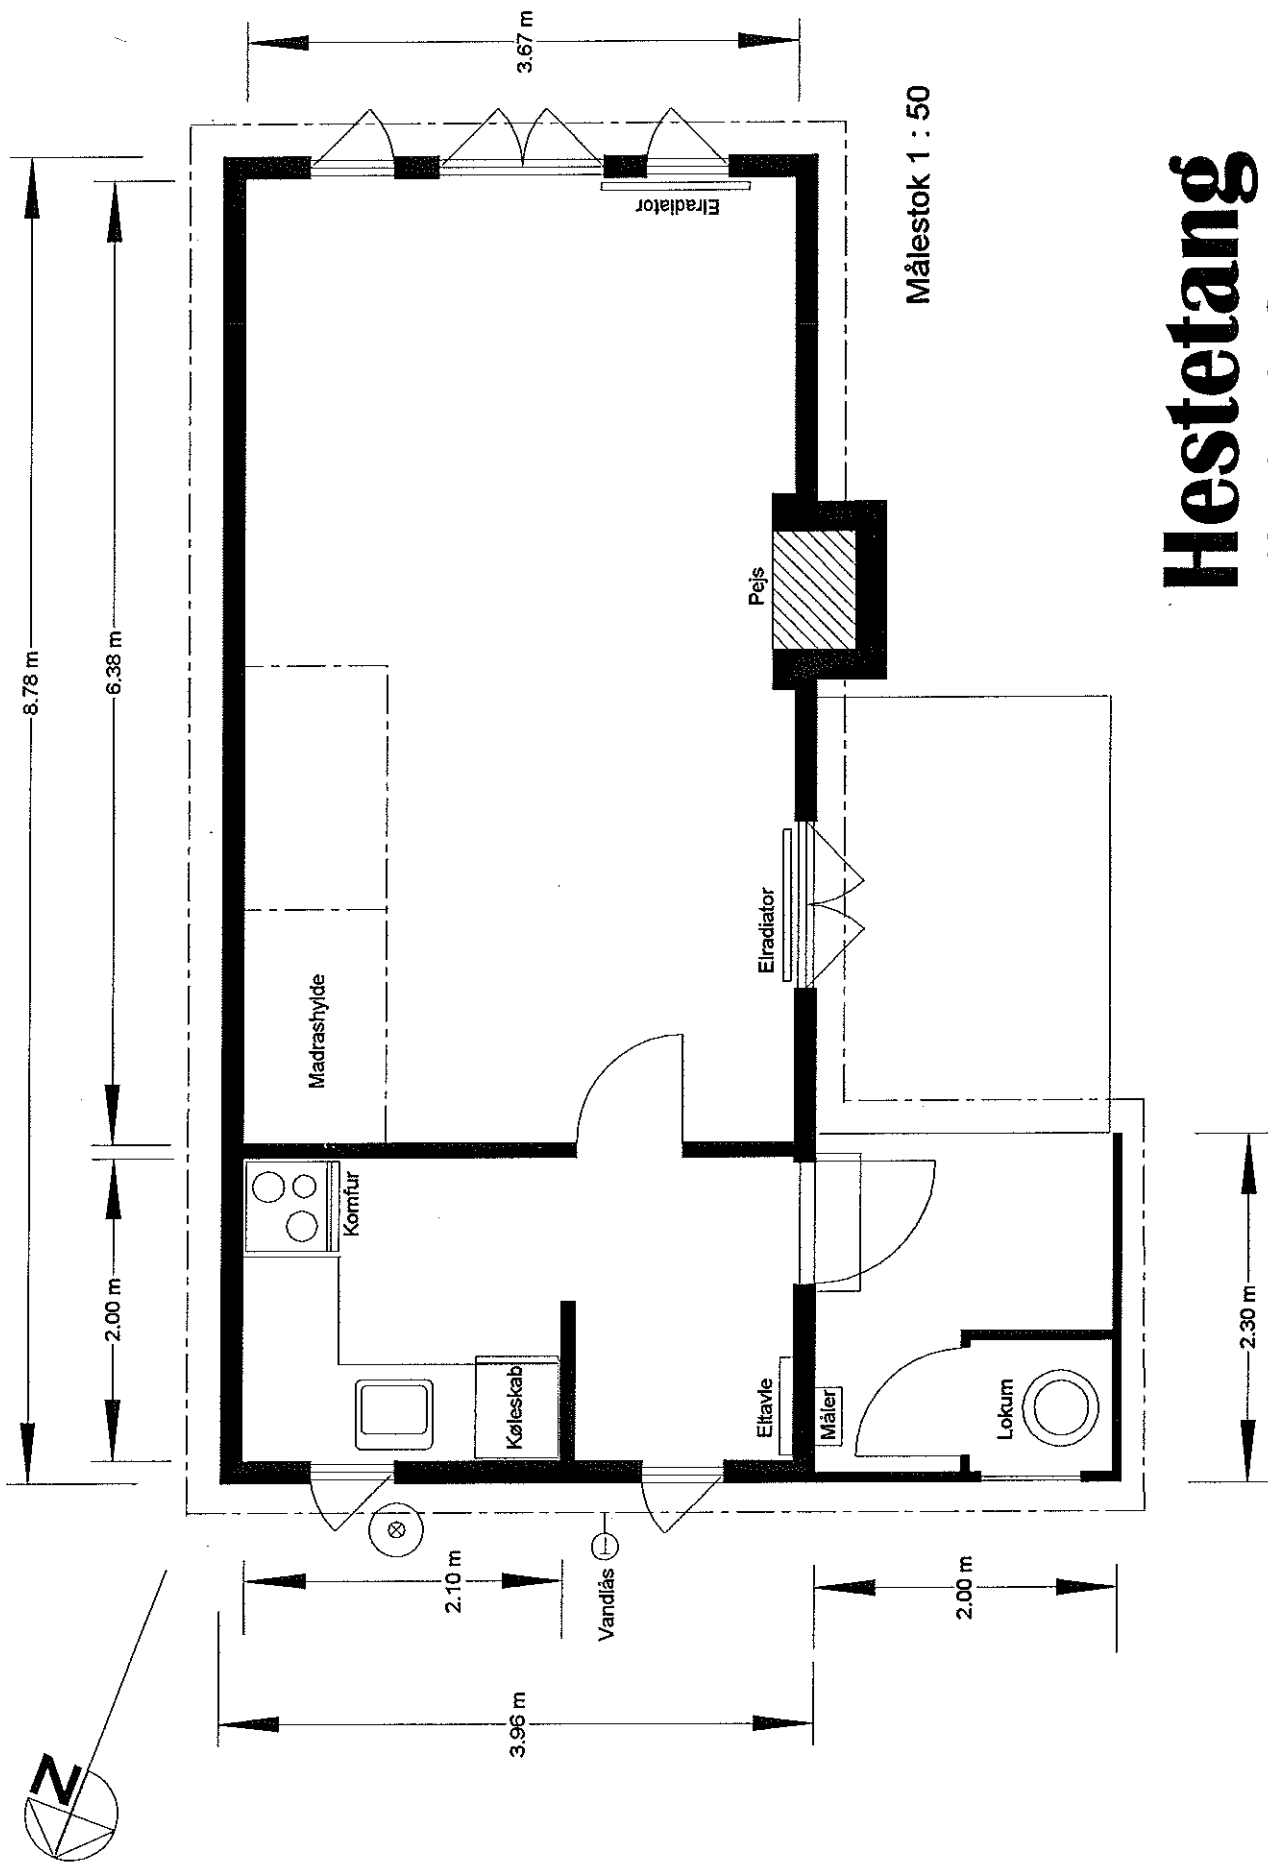 8.78 m
6.38 m
2.00 m
3.67 m
Elradiator
Målestok 1 : 50
Madrashylde
Pejs
Elradiator
Komfur
Køleskab
Eltavle
Måler
Lokum
2.30 m
2.10 m
Vandlås
2.00 m
3.96 m
N
Hestetang